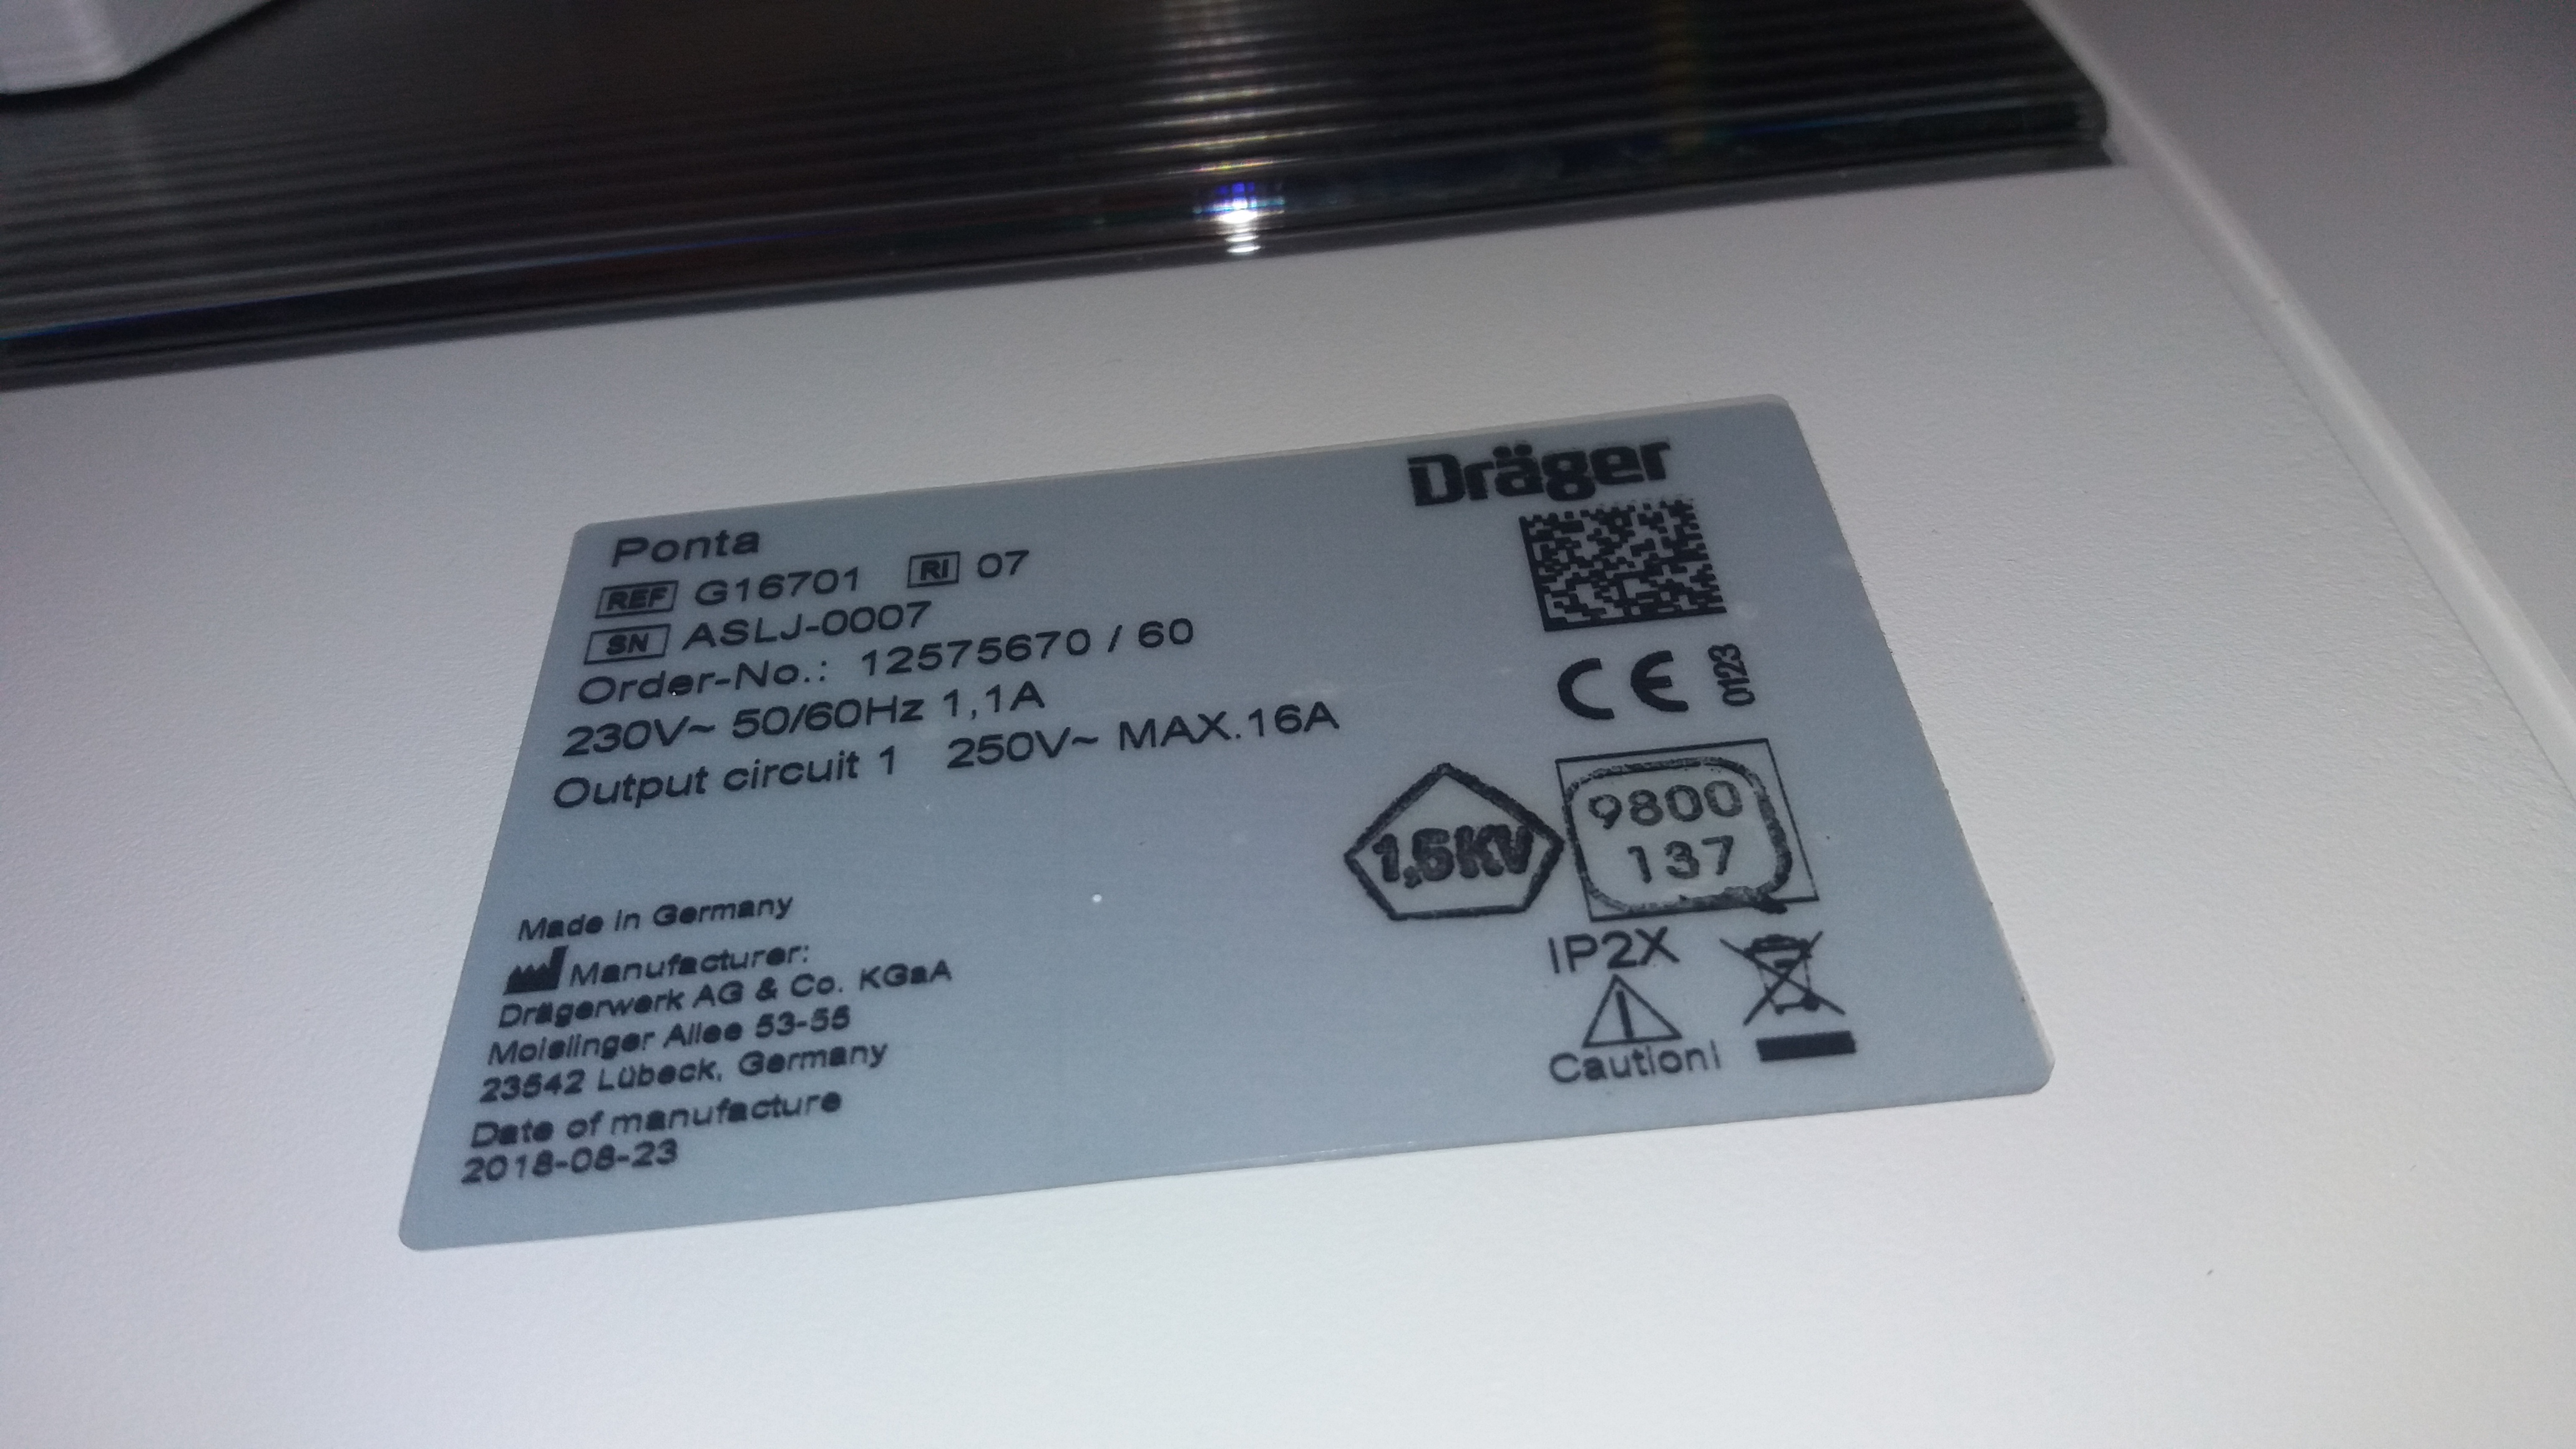 Dräger
Ponta
REF G16701 RI 07
SN ASLJ-0007
Order-No.: 12575670 / 60
230V~ 50/60Hz 1,1A
Output circuit 1 250V~ MAX.16A
CE 0123
1,5KV
9800
137
IP2X
Caution!
Made in Germany
Manufacturer:
Drägerwerk AG & Co. KGaA
Moislinger Allee 53-55
23542 Lübeck, Germany
Date of manufacture
2018-08-23